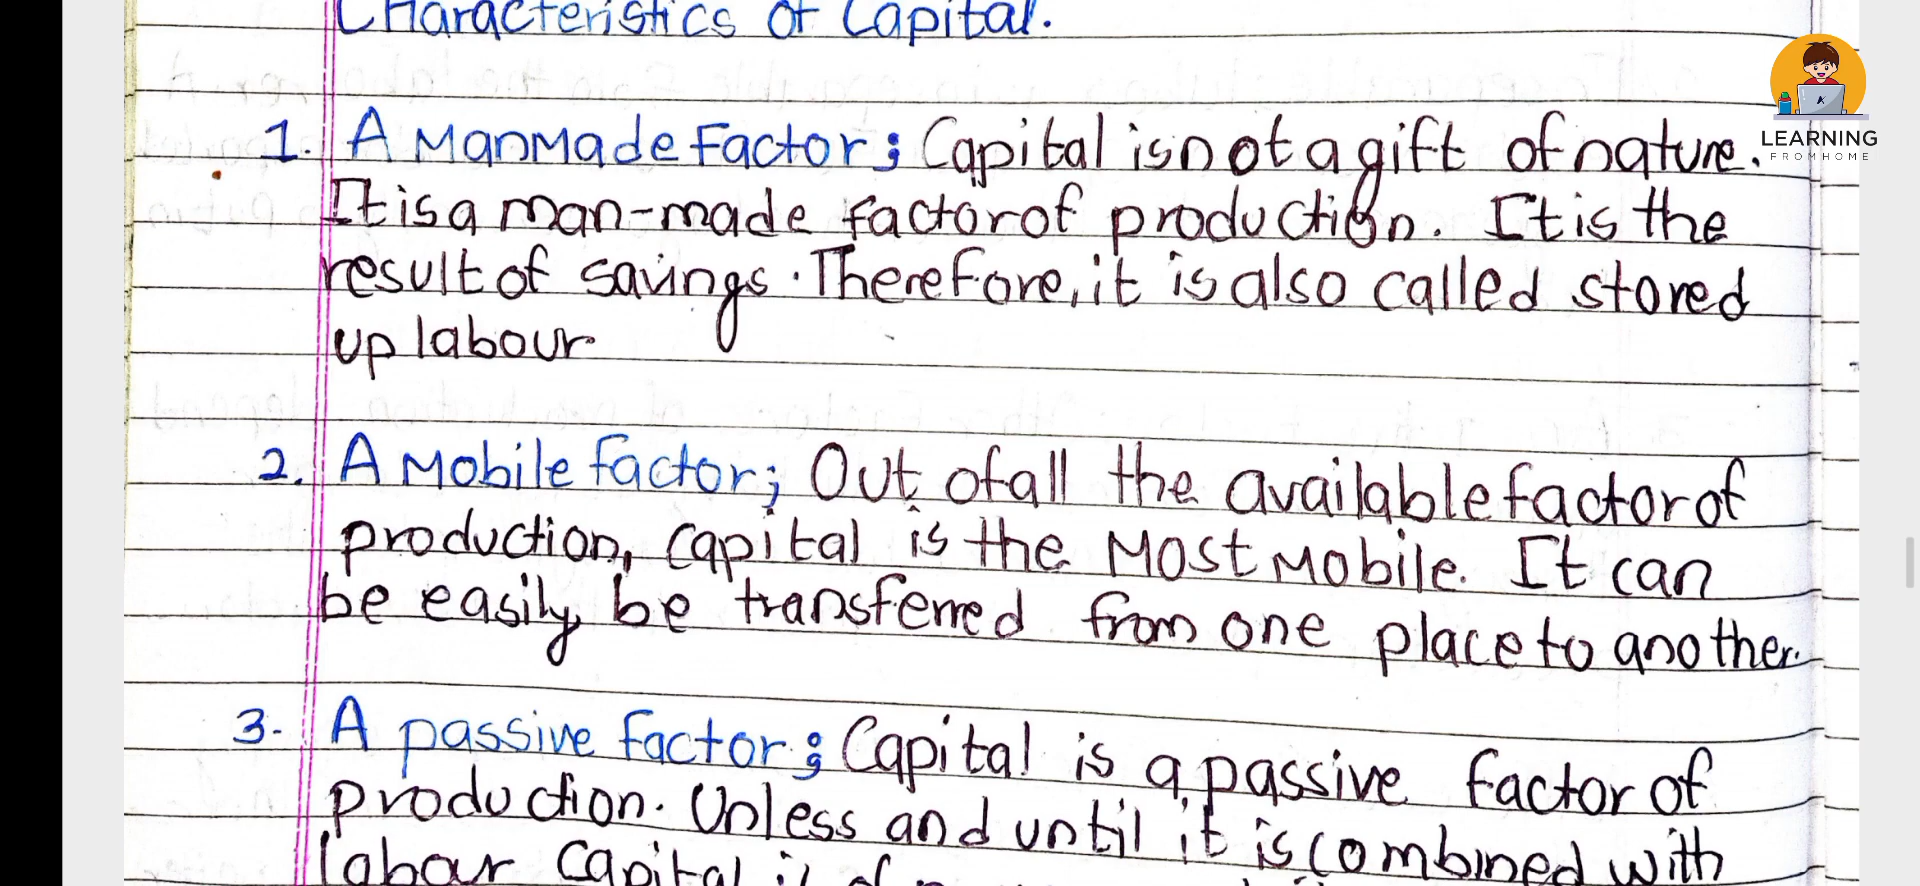 Characteristics of Capital.
1. A ManMade Factor; Capital is not a gift of nature.
It is a man-made factor of production. It is the
result of savings. Therefore, it is also called stored
up labour
2. A Mobile factor; Out of all the available factor of
production, capital is the Most Mobile. It can
be easily be transferred from one place to another.
3. A passive factor; Capital is a passive factor of
production. Unless and until it is combined with
labour capital is of
LEARNING
FROMHOME